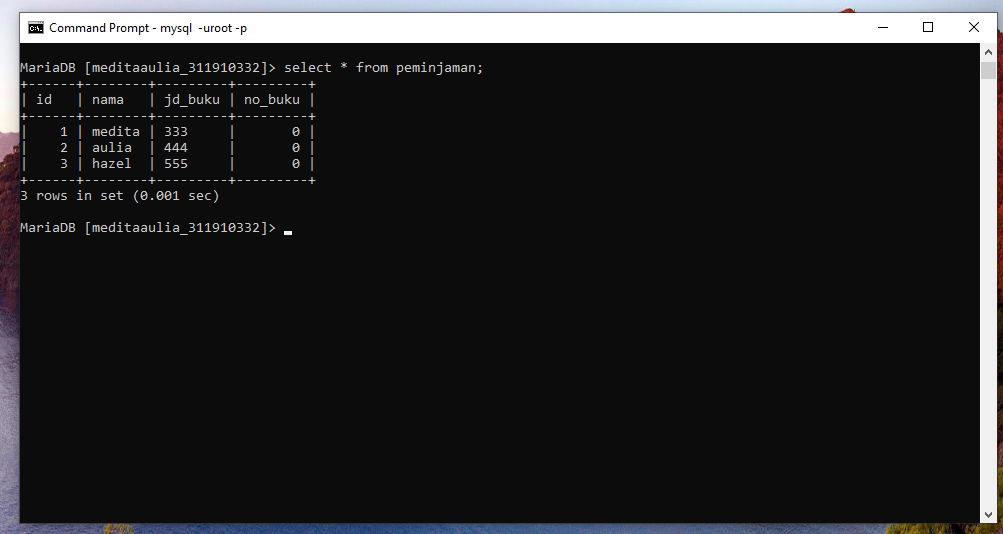 Command Prompt - mysql  -uroot -p
MariaDB [meditaaulia_311910332]> select * from peminjaman;
+------+--------+---------+---------+
| id   | nama   | jd_buku | no_buku |
+------+--------+---------+---------+
|    1 | medita | 333     |       0 |
|    2 | aulia  | 444     |       0 |
|    3 | hazel  | 555     |       0 |
+------+--------+---------+---------+
3 rows in set (0.001 sec)
MariaDB [meditaaulia_311910332]>